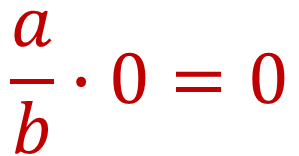 a/b · 0 = 0